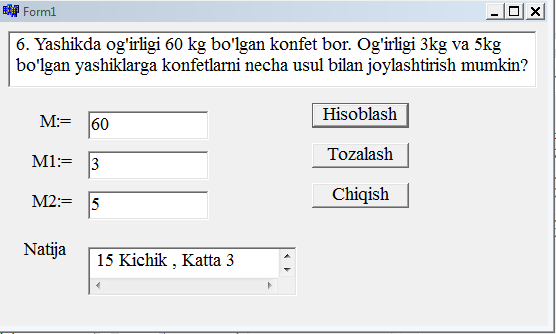 Form1
6. Yashikda og'irligi 60 kg bo'lgan konfet bor. Og'irligi 3kg va 5kg
bo'lgan yashiklarga konfetlarni necha usul bilan joylashtirish mumkin?
M:= 60 Hisoblash
M1:= 3 Tozalash
M2:= 5 Chiqish
Natija 15 Kichik , Katta 3